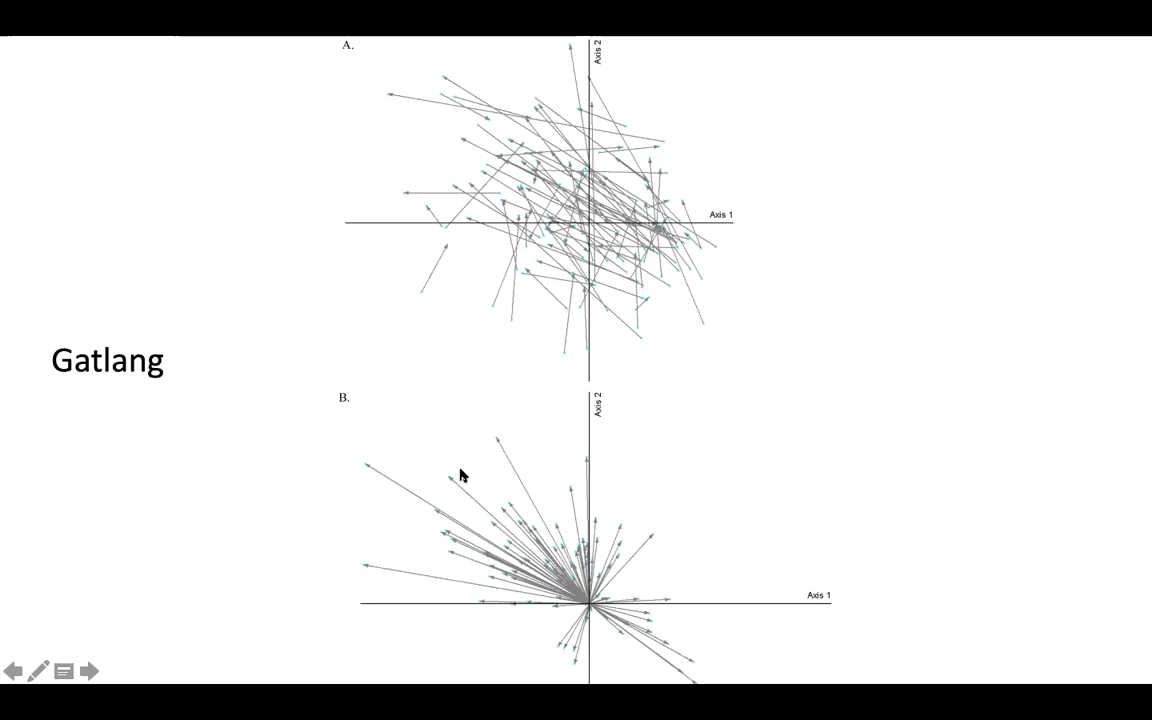 A.
Axis 2
Axis 1
Gatlang
B.
Axis 2
Axis 1